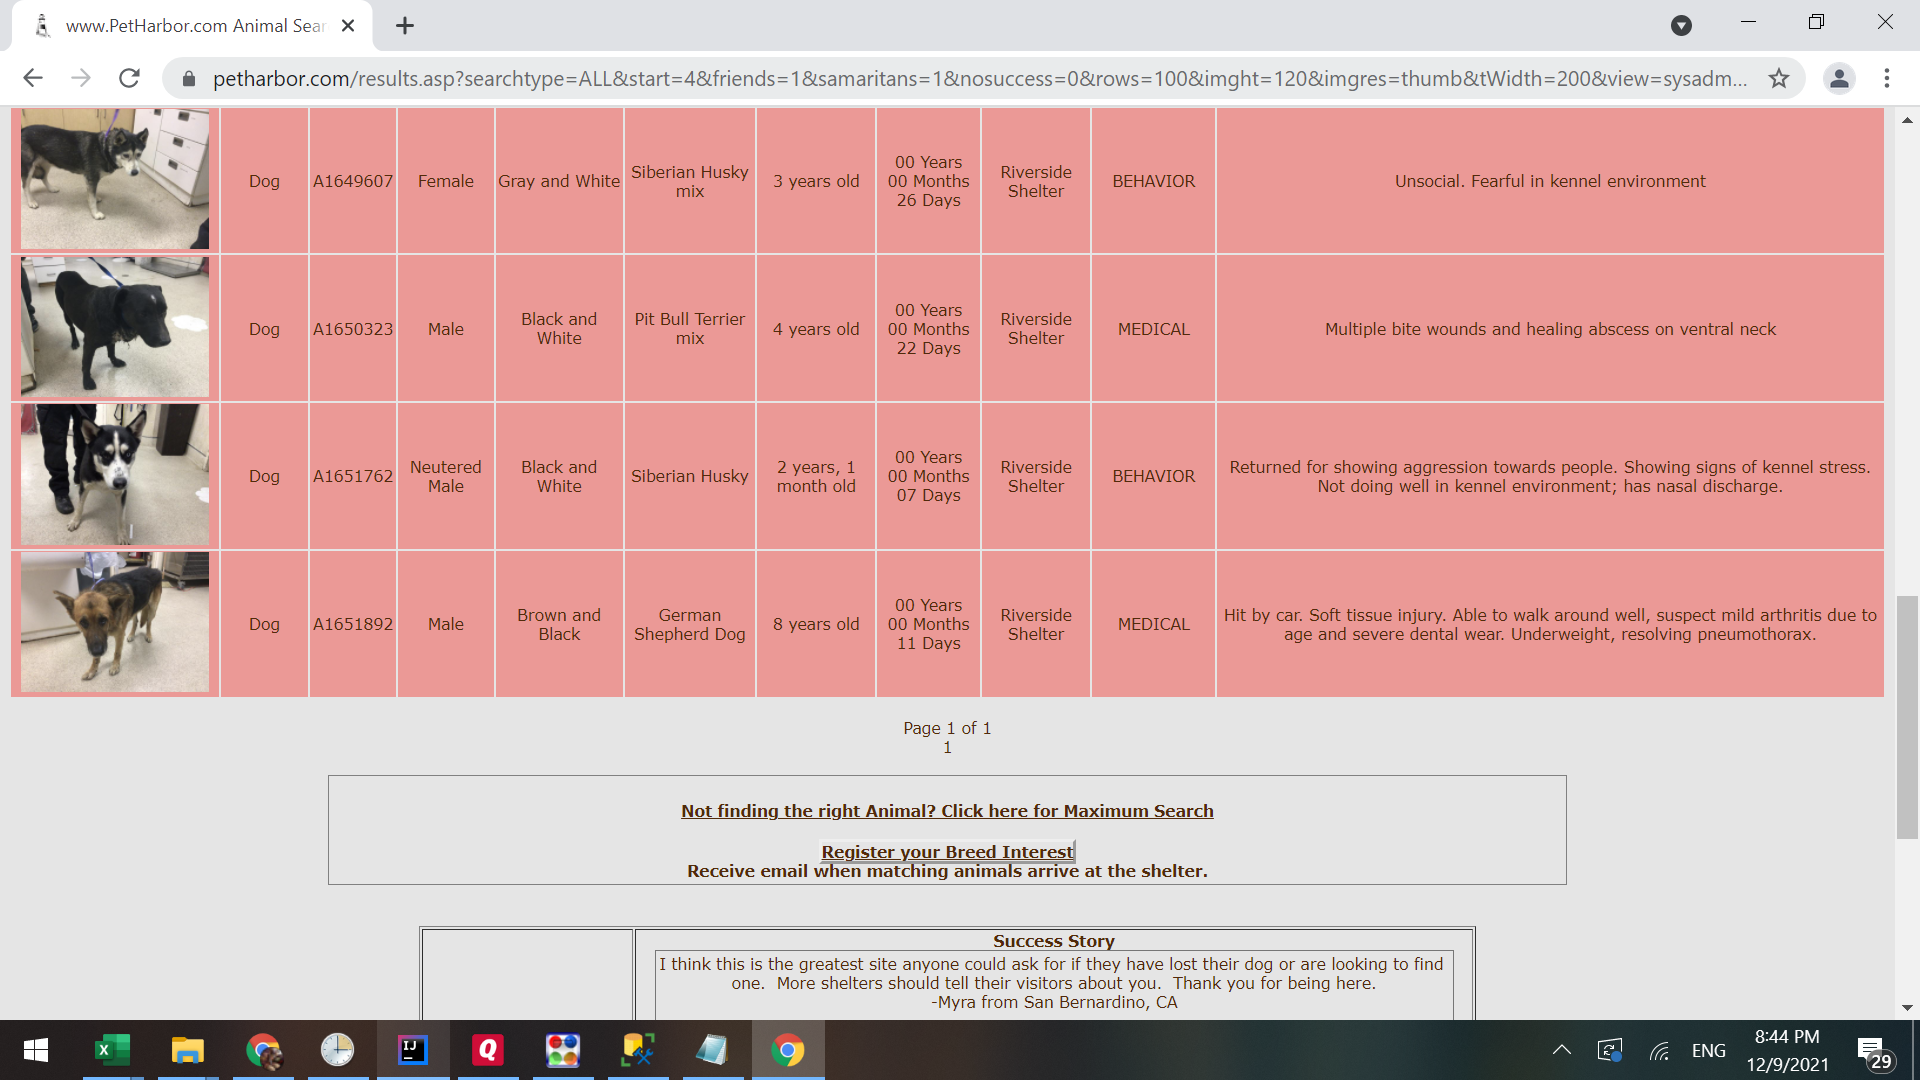 www.PetHarbor.com Animal Sear
petharbor.com/results.asp?searchtype=ALL&start=4&friends=1&samaritans=1&nosuccess=0&rows=100&imght=120&imgres=thumb&tWidth=200&view=sysadm...
Dog
A1649607
Female
Gray and White
Siberian Husky
mix
3 years old
00 Years
00 Months
26 Days
Riverside
Shelter
BEHAVIOR
Unsocial. Fearful in kennel environment
Dog
A1650323
Male
Black and
White
Pit Bull Terrier
mix
4 years old
00 Years
00 Months
22 Days
Riverside
Shelter
MEDICAL
Multiple bite wounds and healing abscess on ventral neck
Dog
A1651762
Neutered
Male
Black and
White
Siberian Husky
2 years, 1
month old
00 Years
00 Months
07 Days
Riverside
Shelter
BEHAVIOR
Returned for showing aggression towards people. Showing signs of kennel stress.
Not doing well in kennel environment; has nasal discharge.
Dog
A1651892
Male
Brown and
Black
German
Shepherd Dog
8 years old
00 Years
00 Months
11 Days
Riverside
Shelter
MEDICAL
Hit by car. Soft tissue injury. Able to walk around well, suspect mild arthritis due to
age and severe dental wear. Underweight, resolving pneumothorax.
Page 1 of 1
1
Not finding the right Animal? Click here for Maximum Search
Register your Breed Interest
Receive email when matching animals arrive at the shelter.
Success Story
I think this is the greatest site anyone could ask for if they have lost their dog or are looking to find
one.  More shelters should tell their visitors about you.  Thank you for being here.
-Myra from San Bernardino, CA
X
IJ
Q
ENG
8:44 PM
12/9/2021
29